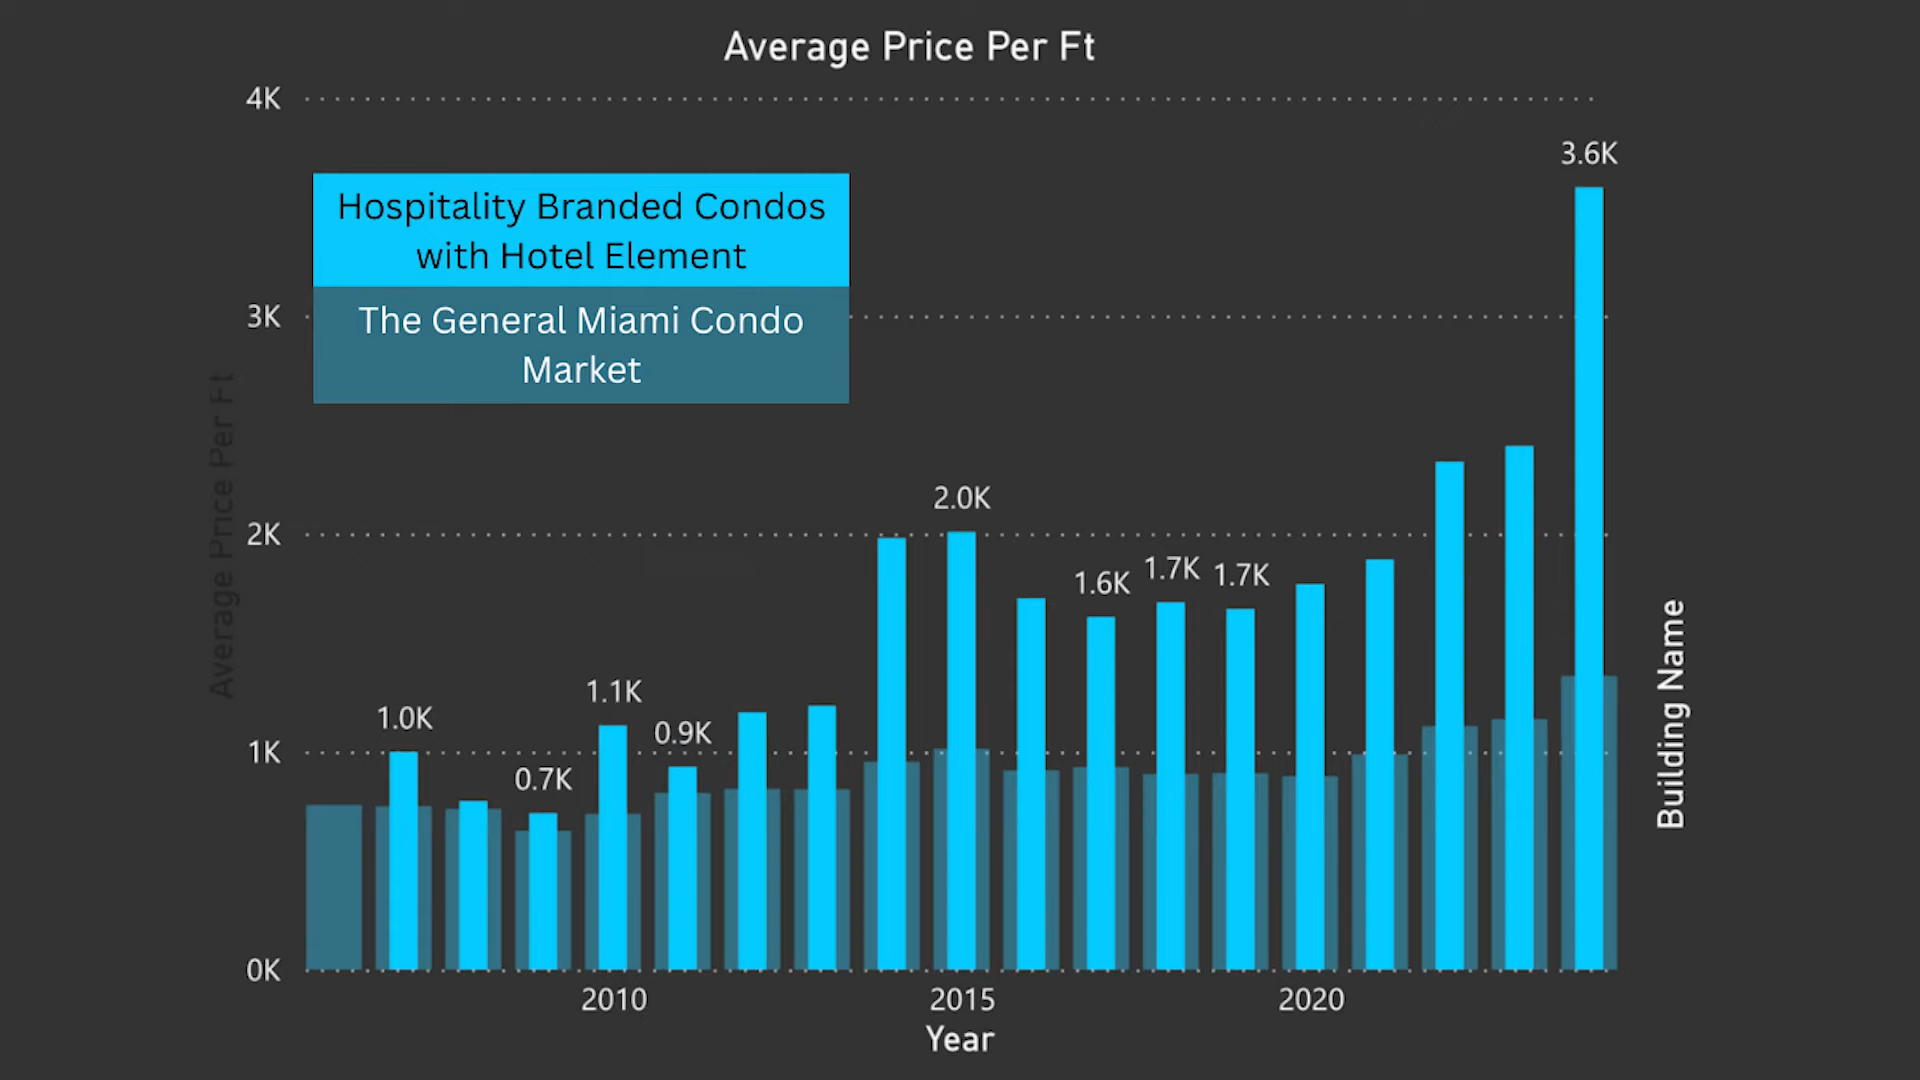 Average Price Per Ft
4K
3.6K
Hospitality Branded Condos
with Hotel Element
3K
The General Miami Condo
Market
Average Price Per Ft
2.0K
2K
1.6K
1.7K
1.7K
1.1K
1.0K
0.9K
1K
0.7K
Building Name
0K
2010
2015
2020
Year